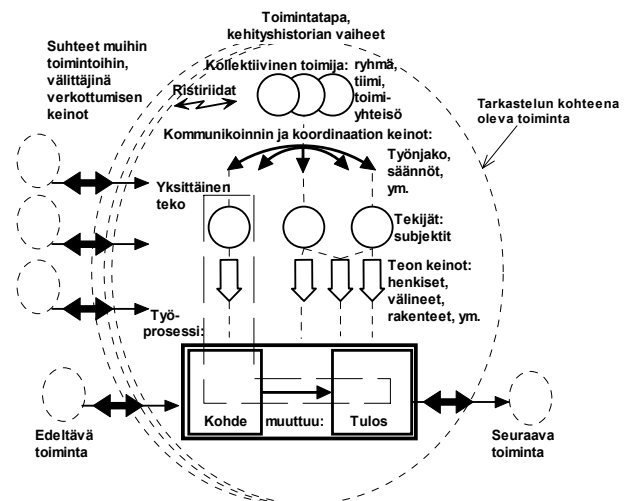 Toimintatapa,
kehityshistorian vaiheet
Suhteet muihin
toimintoihin,
välittäjinä
verkottumisen
keinot
Kollektiivinen toimija: ryhmä,
tiimi,
toimi-
yhteisö
Ristiriidat
Tarkastelun kohteena
oleva toiminta
Kommunikoinnin ja koordinaation keinot:
Työnjako,
säännöt,
ym.
Yksittäinen
teko
Tekijät:
subjektit
Teon keinot:
henkiset,
välineet,
rakenteet, ym.
Työ-
prosessi:
Kohde muuttuu: Tulos
Edeltävä
toiminta
Seuraava
toiminta